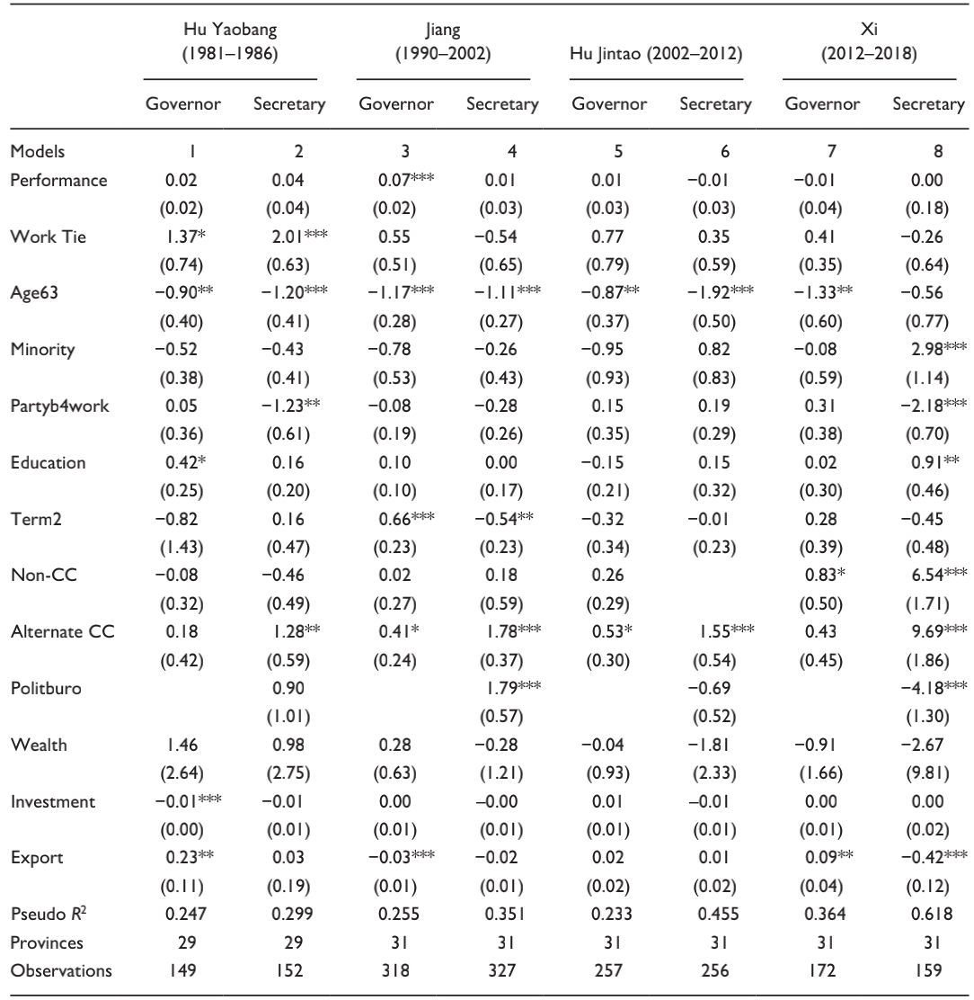 Hu Yaobang Jiang Xi
(1981–1986) (1990–2002) Hu Jintao (2002–2012) (2012–2018)
Governor Secretary Governor Secretary Governor Secretary Governor Secretary
Models 1 2 3 4 5 6 7 8
Performance 0.02 0.04 0.07*** 0.01 0.01 −0.01 −0.01 0.00
(0.02) (0.04) (0.02) (0.03) (0.03) (0.03) (0.04) (0.18)
Work Tie 1.37* 2.01*** 0.55 −0.54 0.77 0.35 0.41 −0.26
(0.74) (0.63) (0.51) (0.65) (0.79) (0.59) (0.35) (0.64)
Age63 −0.90** −1.20*** −1.17*** −1.11*** −0.87** −1.92*** −1.33** −0.56
(0.40) (0.41) (0.28) (0.27) (0.37) (0.50) (0.60) (0.77)
Minority −0.52 −0.43 −0.78 −0.26 −0.95 0.82 −0.08 2.98***
(0.38) (0.41) (0.53) (0.43) (0.93) (0.83) (0.59) (1.14)
Partyb4work 0.05 −1.23** −0.08 −0.28 0.15 0.19 0.31 −2.18***
(0.36) (0.61) (0.19) (0.26) (0.35) (0.29) (0.38) (0.70)
Education 0.42* 0.16 0.10 0.00 −0.15 0.15 0.02 0.91**
(0.25) (0.20) (0.10) (0.17) (0.21) (0.32) (0.30) (0.46)
Term2 −0.82 0.16 0.66*** −0.54** −0.32 −0.01 0.28 −0.45
(1.43) (0.47) (0.23) (0.23) (0.34) (0.23) (0.39) (0.48)
Non-CC −0.08 −0.46 0.02 0.18 0.26 0.83* 6.54***
(0.32) (0.49) (0.27) (0.59) (0.29) (0.50) (1.71)
Alternate CC 0.18 1.28** 0.41* 1.78*** 0.53* 1.55*** 0.43 9.69***
(0.42) (0.59) (0.24) (0.37) (0.30) (0.54) (0.45) (1.86)
Politburo 0.90 1.79*** −0.69 −4.18***
(1.01) (0.57) (0.52) (1.30)
Wealth 1.46 0.98 0.28 −0.28 −0.04 −1.81 −0.91 −2.67
(2.64) (2.75) (0.63) (1.21) (0.93) (2.33) (1.66) (9.81)
Investment −0.01*** −0.01 0.00 –0.00 0.01 –0.01 0.00 0.00
(0.00) (0.01) (0.01) (0.01) (0.01) (0.01) (0.01) (0.02)
Export 0.23** 0.03 −0.03*** −0.02 0.02 0.01 0.09** −0.42***
(0.11) (0.19) (0.01) (0.01) (0.02) (0.02) (0.04) (0.12)
Pseudo R² 0.247 0.299 0.255 0.351 0.233 0.455 0.364 0.618
Provinces 29 29 31 31 31 31 31 31
Observations 149 152 318 327 257 256 172 159